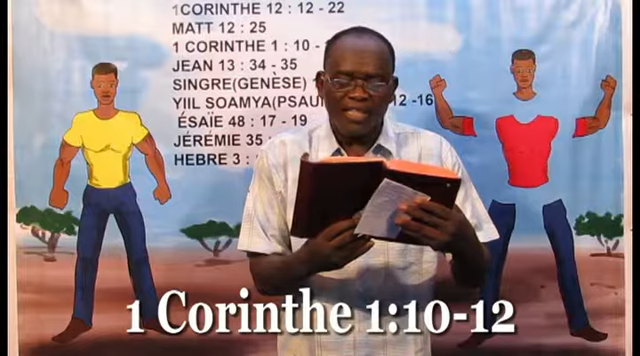 1CORINTHE 12 : 12 - 22
MATT 12 : 25
1 CORINTHE 1 : 10 -
JEAN 13 : 34 - 35
SINGRE(GENÈSE)
YIIL SOAMYA(PSAU 12 -16
ÉSAÏE 48 : 17 - 19
JÉRÉMIE 35
HEBRE 3 :
1 Corinthe 1:10-12